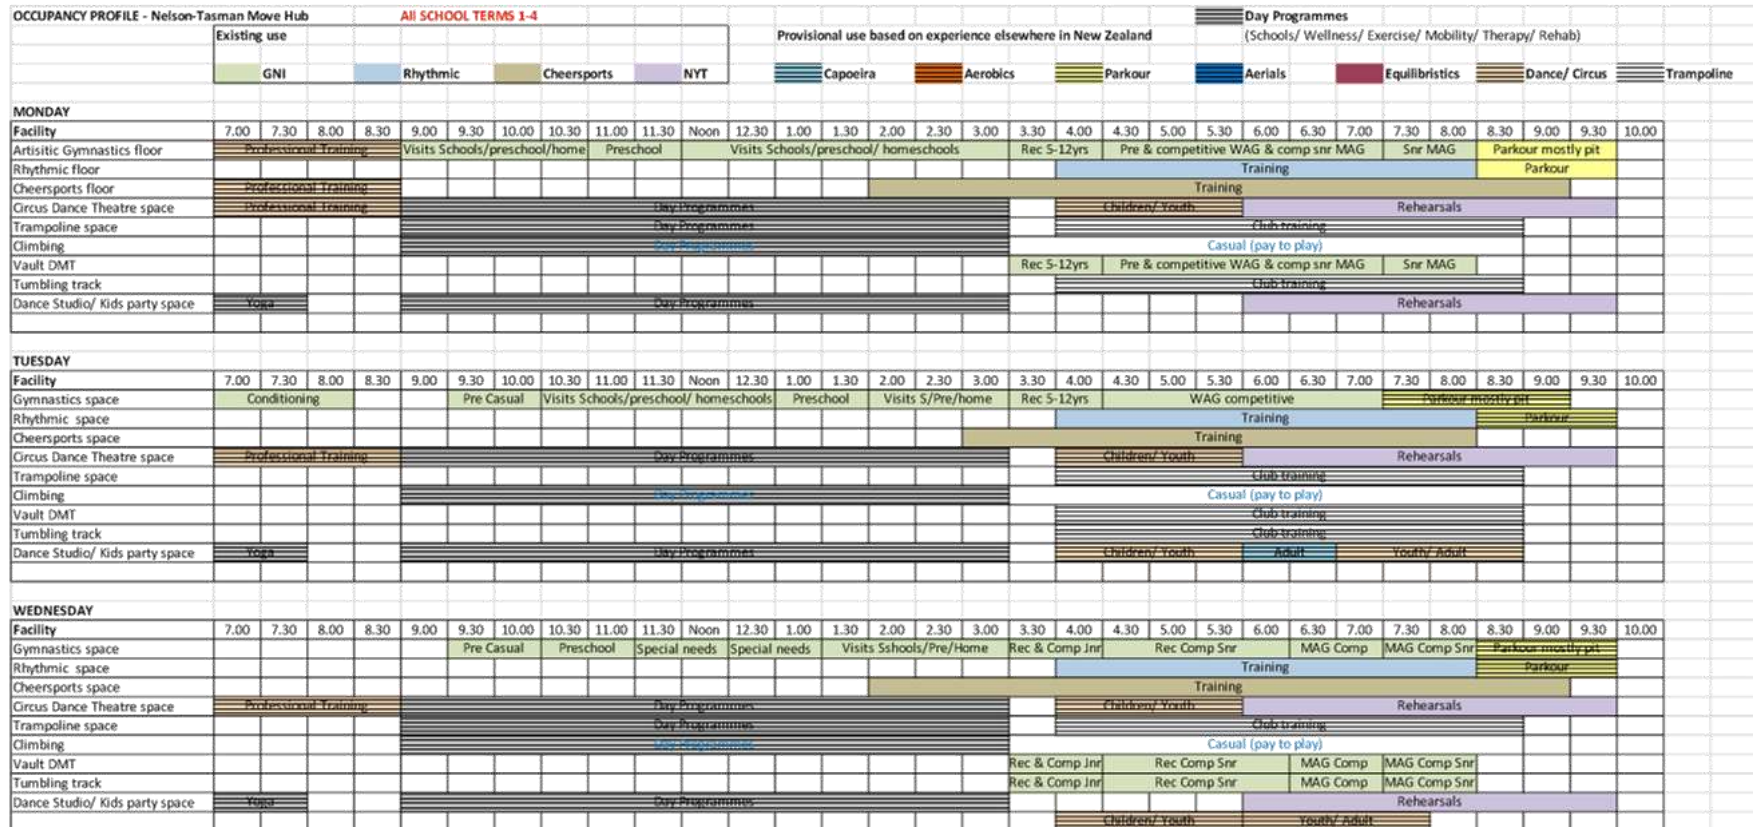 OCCUPANCY PROFILE - Nelson-Tasman Move Hub All SCHOOL TERMS 1-4 Day Programmes
Existing use Provisional use based on experience elsewhere in New Zealand (Schools/ Wellness/ Exercise/ Mobility/ Therapy/ Rehab)
GNI Rhythmic Cheersports NYT Capoeira Aerobics Parkour Aerials Equilibristics Dance/ Circus Trampoline
MONDAY
Facility 7.00 7.30 8.00 8.30 9.00 9.30 10.00 10.30 11.00 11.30 Noon 12.30 1.00 1.30 2.00 2.30 3.00 3.30 4.00 4.30 5.00 5.30 6.00 6.30 7.00 7.30 8.00 8.30 9.00 9.30 10.00
Artisitic Gymnastics floor Professional Training Visits Schools/preschool/home Preschool Visits Schools/preschool/ homeschools Rec 5-12yrs Pre & competitive WAG & comp snr MAG Snr MAG Parkour mostly pit
Rhythmic floor Training Parkour
Cheersports floor Professional Training Training
Circus Dance Theatre space Professional Training Day Programmes Children/ Youth Rehearsals
Trampoline space Day Programmes Club training
Climbing Day Programmes Casual (pay to play)
Vault DMT Rec 5-12yrs Pre & competitive WAG & comp snr MAG Snr MAG
Tumbling track Club training
Dance Studio/ Kids party space Yoga Day Programmes Rehearsals
TUESDAY
Facility 7.00 7.30 8.00 8.30 9.00 9.30 10.00 10.30 11.00 11.30 Noon 12.30 1.00 1.30 2.00 2.30 3.00 3.30 4.00 4.30 5.00 5.30 6.00 6.30 7.00 7.30 8.00 8.30 9.00 9.30 10.00
Gymnastics space Conditioning Pre Casual Visits Schools/preschool/ homeschools Preschool Visits S/Pre/home Rec 5-12yrs WAG competitive Parkour mostly pit
Rhythmic space Training Parkour
Cheersports space Training
Circus Dance Theatre space Professional Training Day Programmes Children/ Youth Rehearsals
Trampoline space Club training
Climbing Day Programmes Casual (pay to play)
Vault DMT Club training
Tumbling track Club training
Dance Studio/ Kids party space Yoga Day Programmes Children/ Youth Adult Youth/ Adult
WEDNESDAY
Facility 7.00 7.30 8.00 8.30 9.00 9.30 10.00 10.30 11.00 11.30 Noon 12.30 1.00 1.30 2.00 2.30 3.00 3.30 4.00 4.30 5.00 5.30 6.00 6.30 7.00 7.30 8.00 8.30 9.00 9.30 10.00
Gymnastics space Pre Casual Preschool Special needs Special needs Visits Sshools/Pre/Home Rec & Comp Jnr Rec Comp Snr MAG Comp MAG Comp Snr Parkour mostly pit
Rhythmic space Training Parkour
Cheersports space Training
Circus Dance Theatre space Professional Training Day Programmes Children/ Youth Rehearsals
Trampoline space Day Programmes Club training
Climbing Day Programmes Casual (pay to play)
Vault DMT Rec & Comp Jnr Rec Comp Snr MAG Comp MAG Comp Snr
Tumbling track Rec & Comp Jnr Rec Comp Snr MAG Comp MAG Comp Snr
Dance Studio/ Kids party space Yoga Day Programmes Rehearsals
Children/ Youth Youth/ Adult